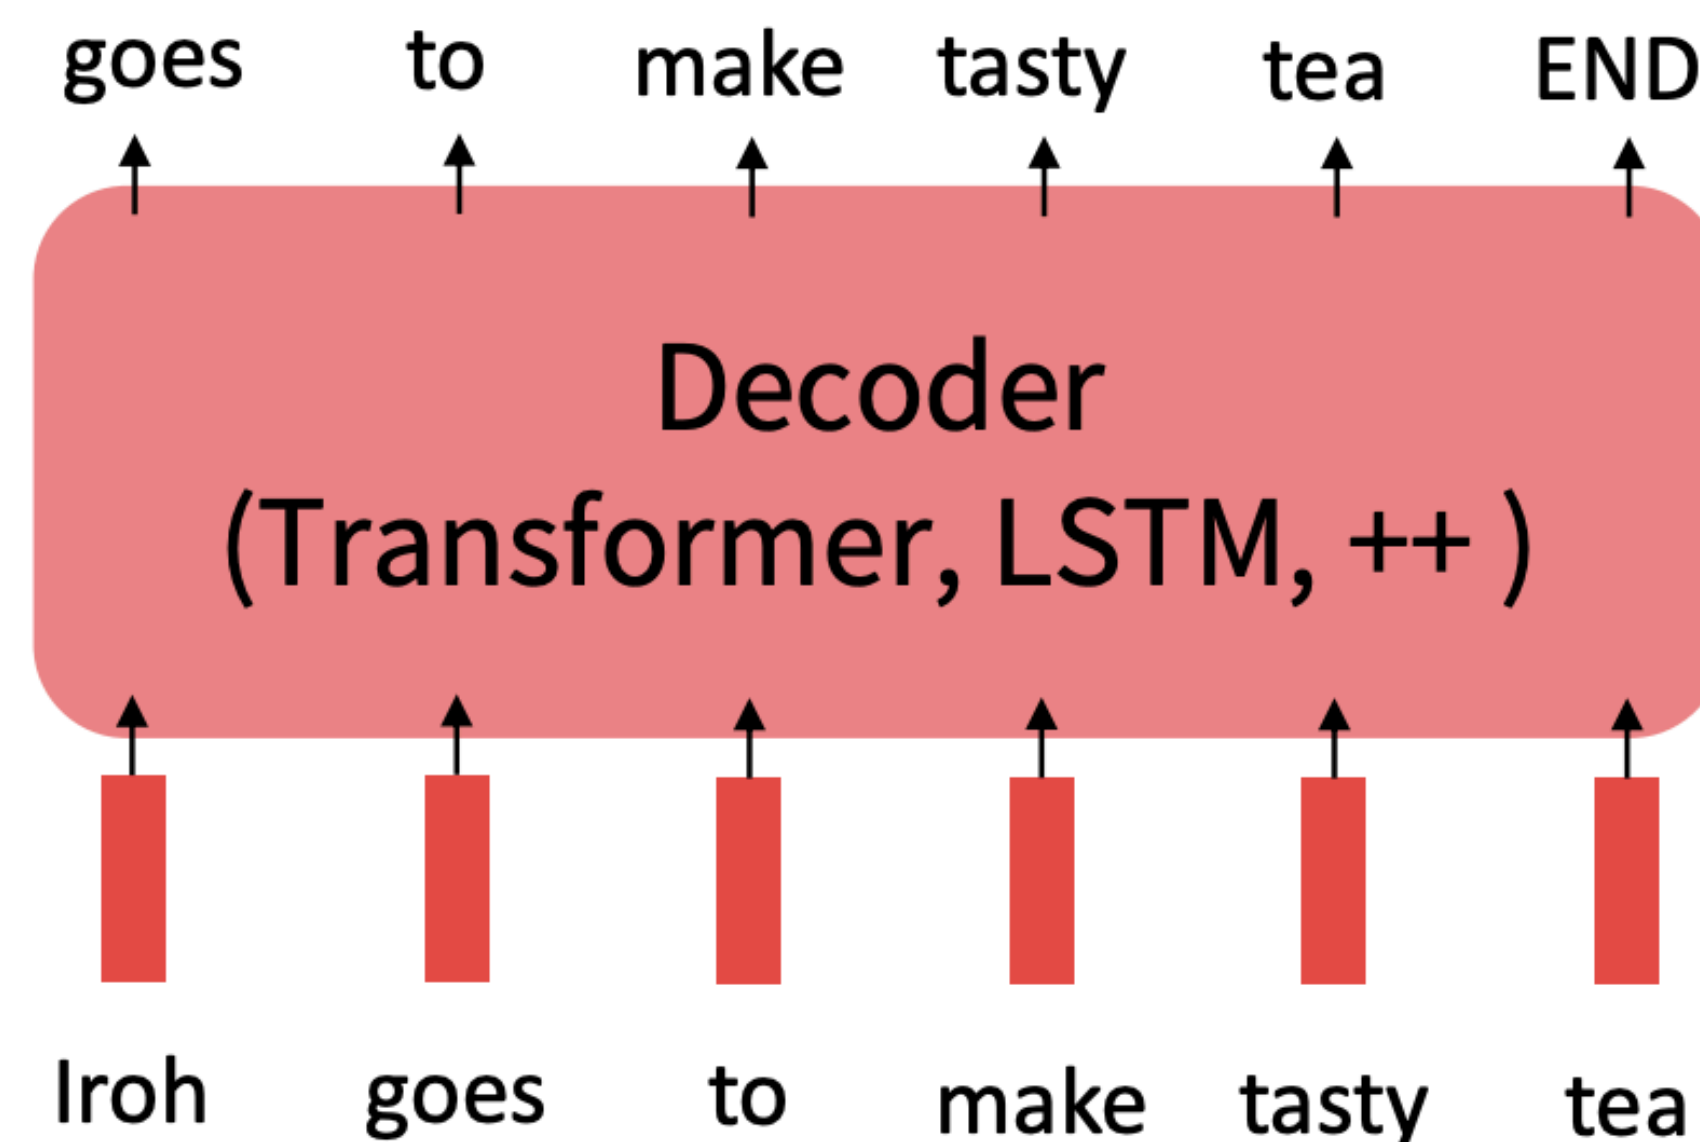 goes to make tasty tea END
Decoder
(Transformer, LSTM, ++ )
Iroh goes to make tasty tea